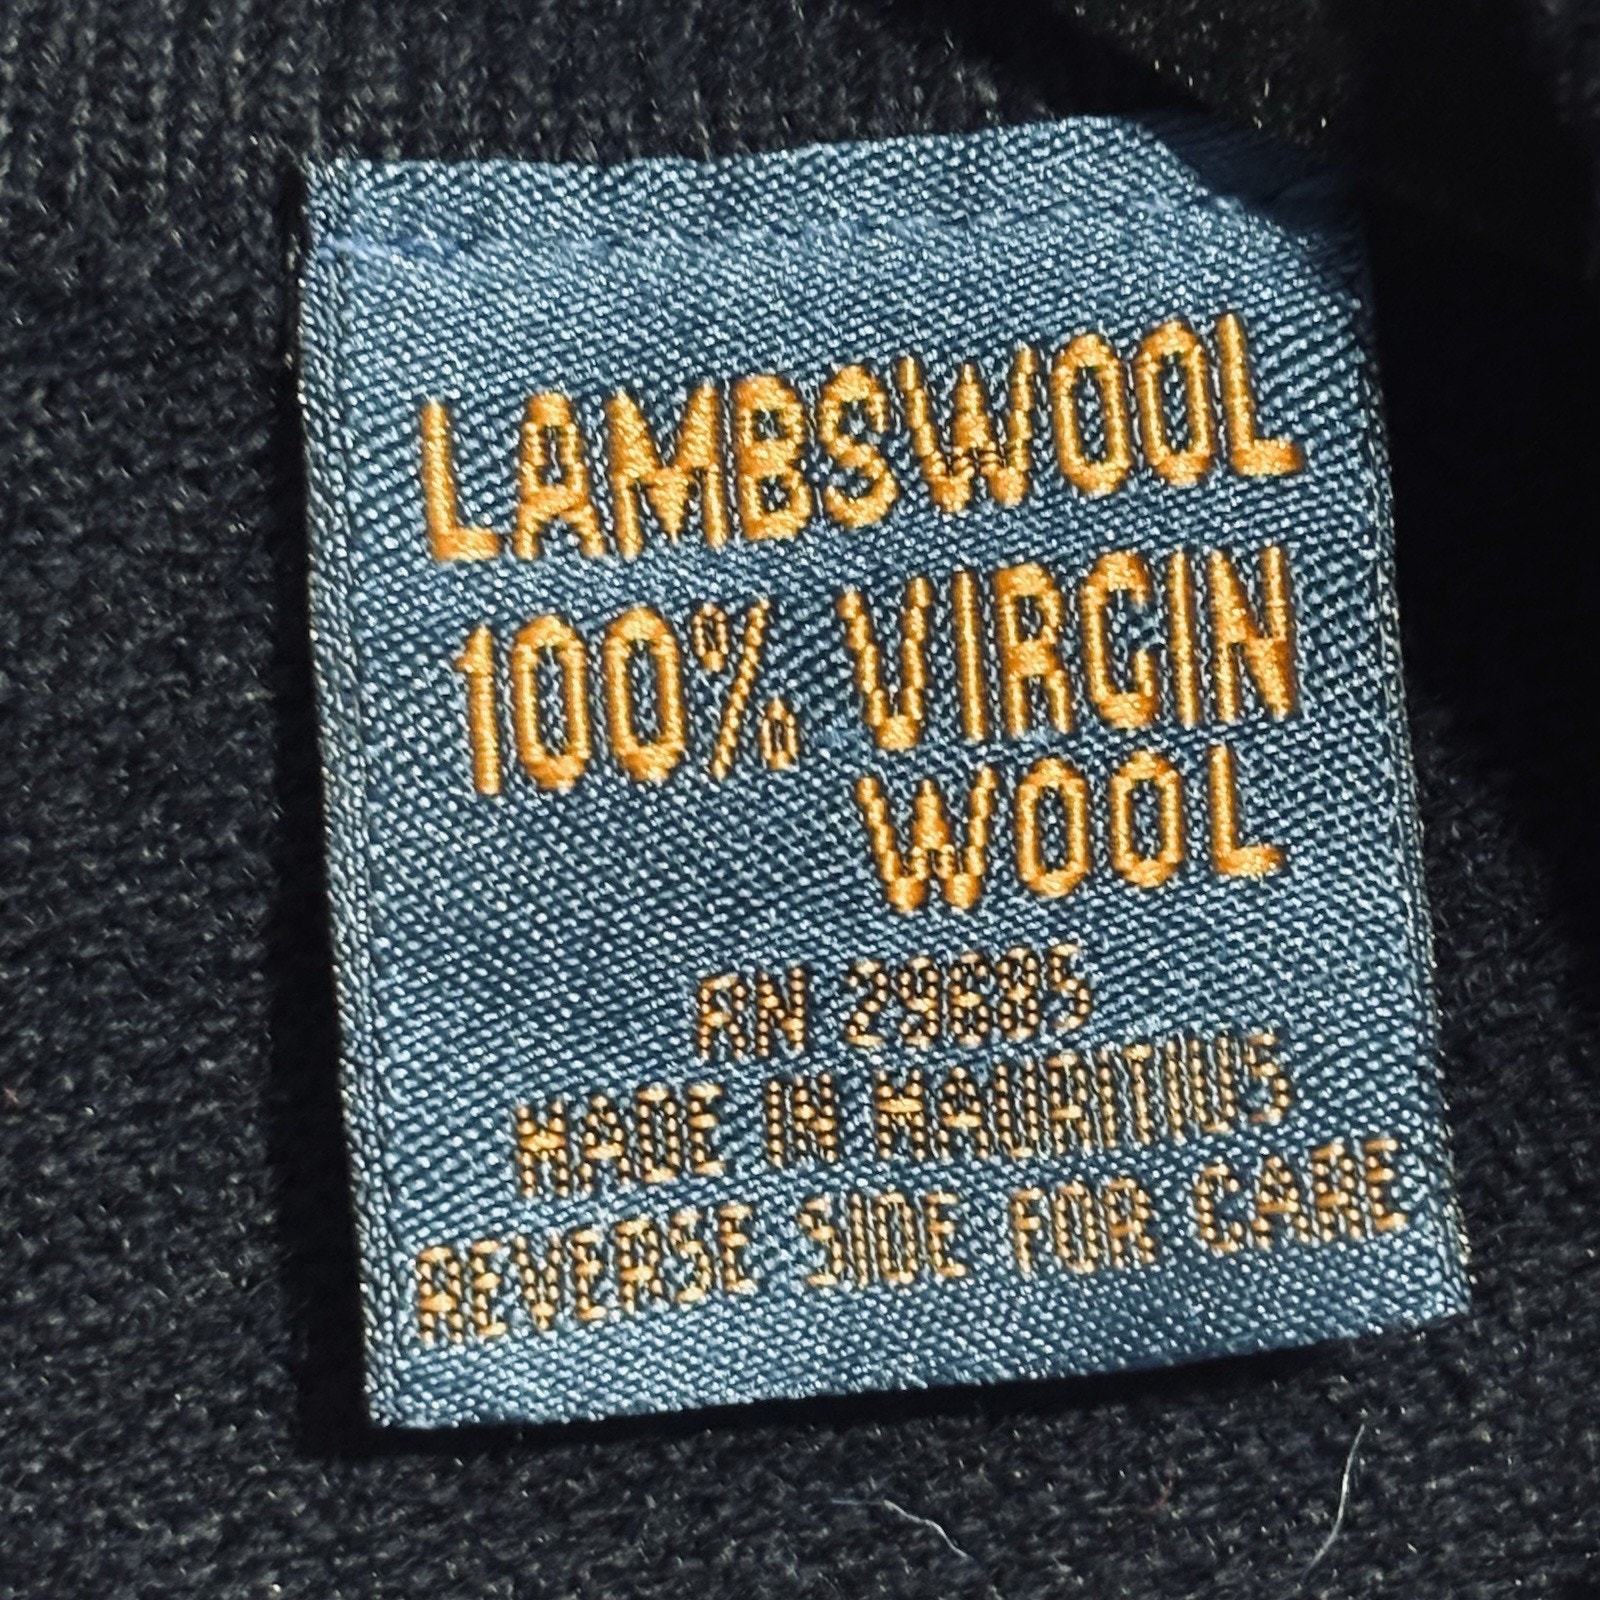 LAMBSWOOL
100% VIRGIN
WOOL
RN 29685
MADE IN MAURITIUS
REVERSE SIDE FOR CARE